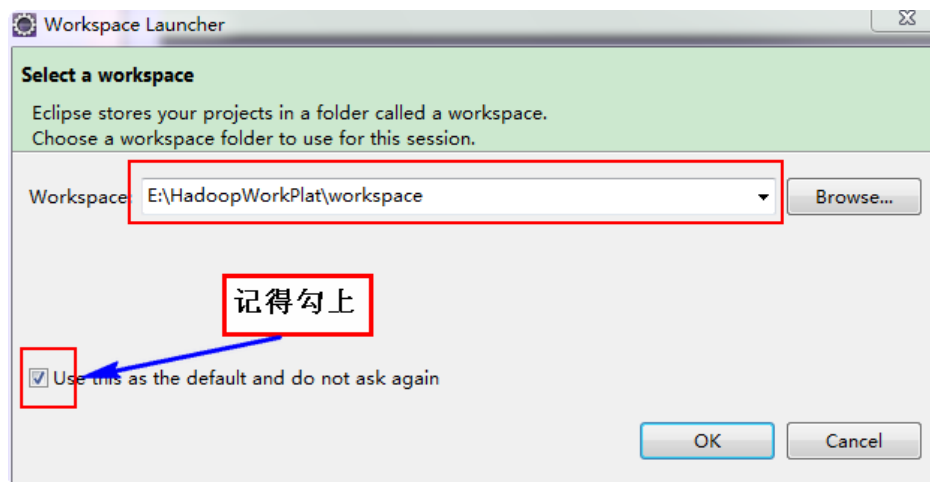 Workspace Launcher
Select a workspace
Eclipse stores your projects in a folder called a workspace.
Choose a workspace folder to use for this session.
Workspace: E:\HadoopWorkPlat\workspace Browse...
记得勾上
Use this as the default and do not ask again
OK Cancel